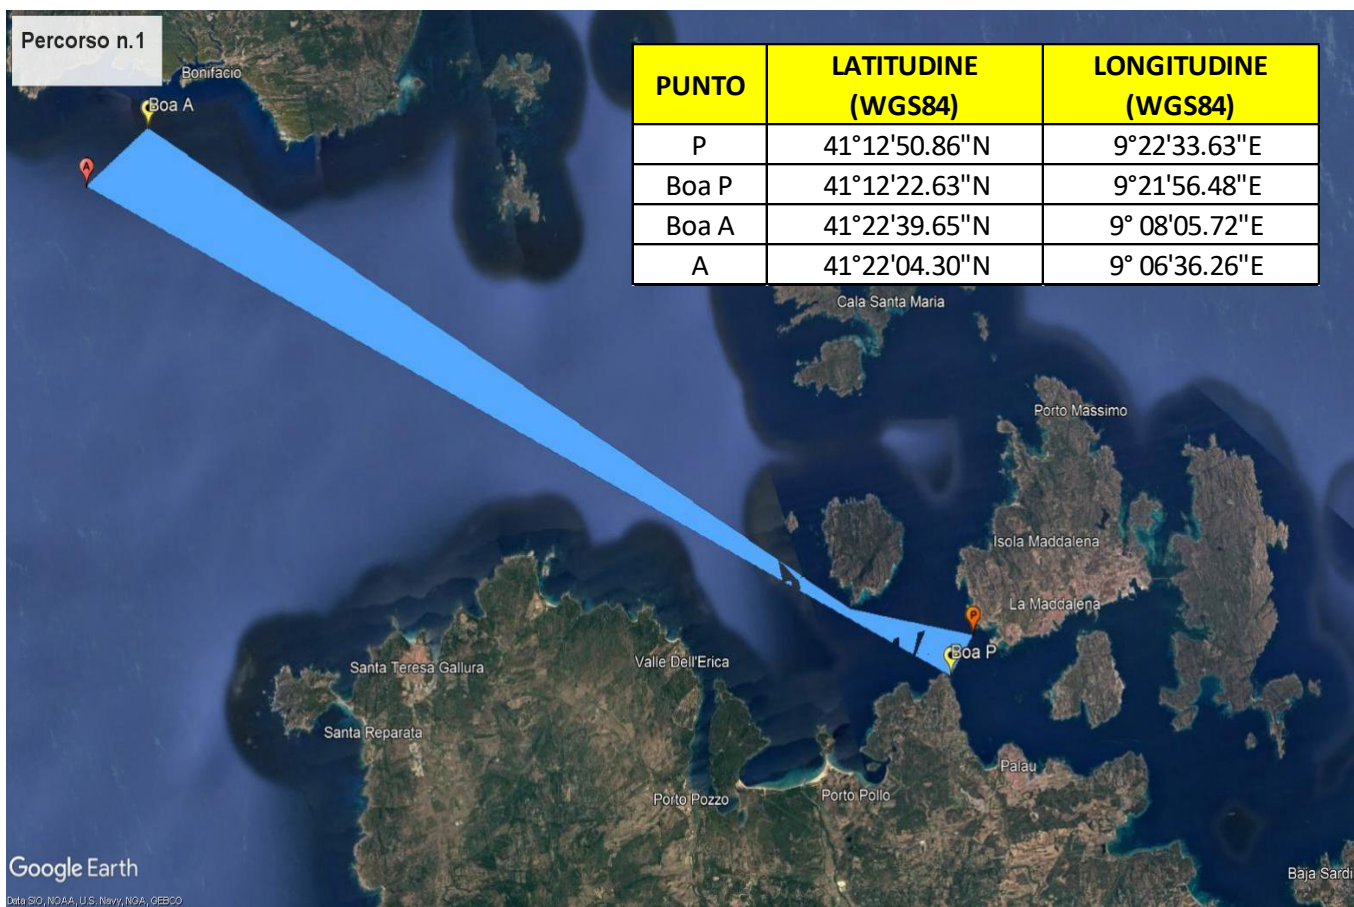 Percorso n.1
PUNTO LATITUDINE (WGS84) LONGITUDINE (WGS84)
P 41°12'50.86"N 9°22'33.63"E
Boa P 41°12'22.63"N 9°21'56.48"E
Boa A 41°22'39.65"N 9° 08'05.72"E
A 41°22'04.30"N 9° 06'36.26"E
Bonifacio
Boa A
A
Cala Santa Maria
Porto Massimo
Isola Maddalena
La Maddalena
P
Boa P
Valle Dell'Erica
Santa Teresa Gallura
Santa Reparata
Palau
Porto Pozzo
Porto Pollo
Google Earth
Baja Sardi
Data SIO, NOAA, U.S. Navy, NGA, GEBCO